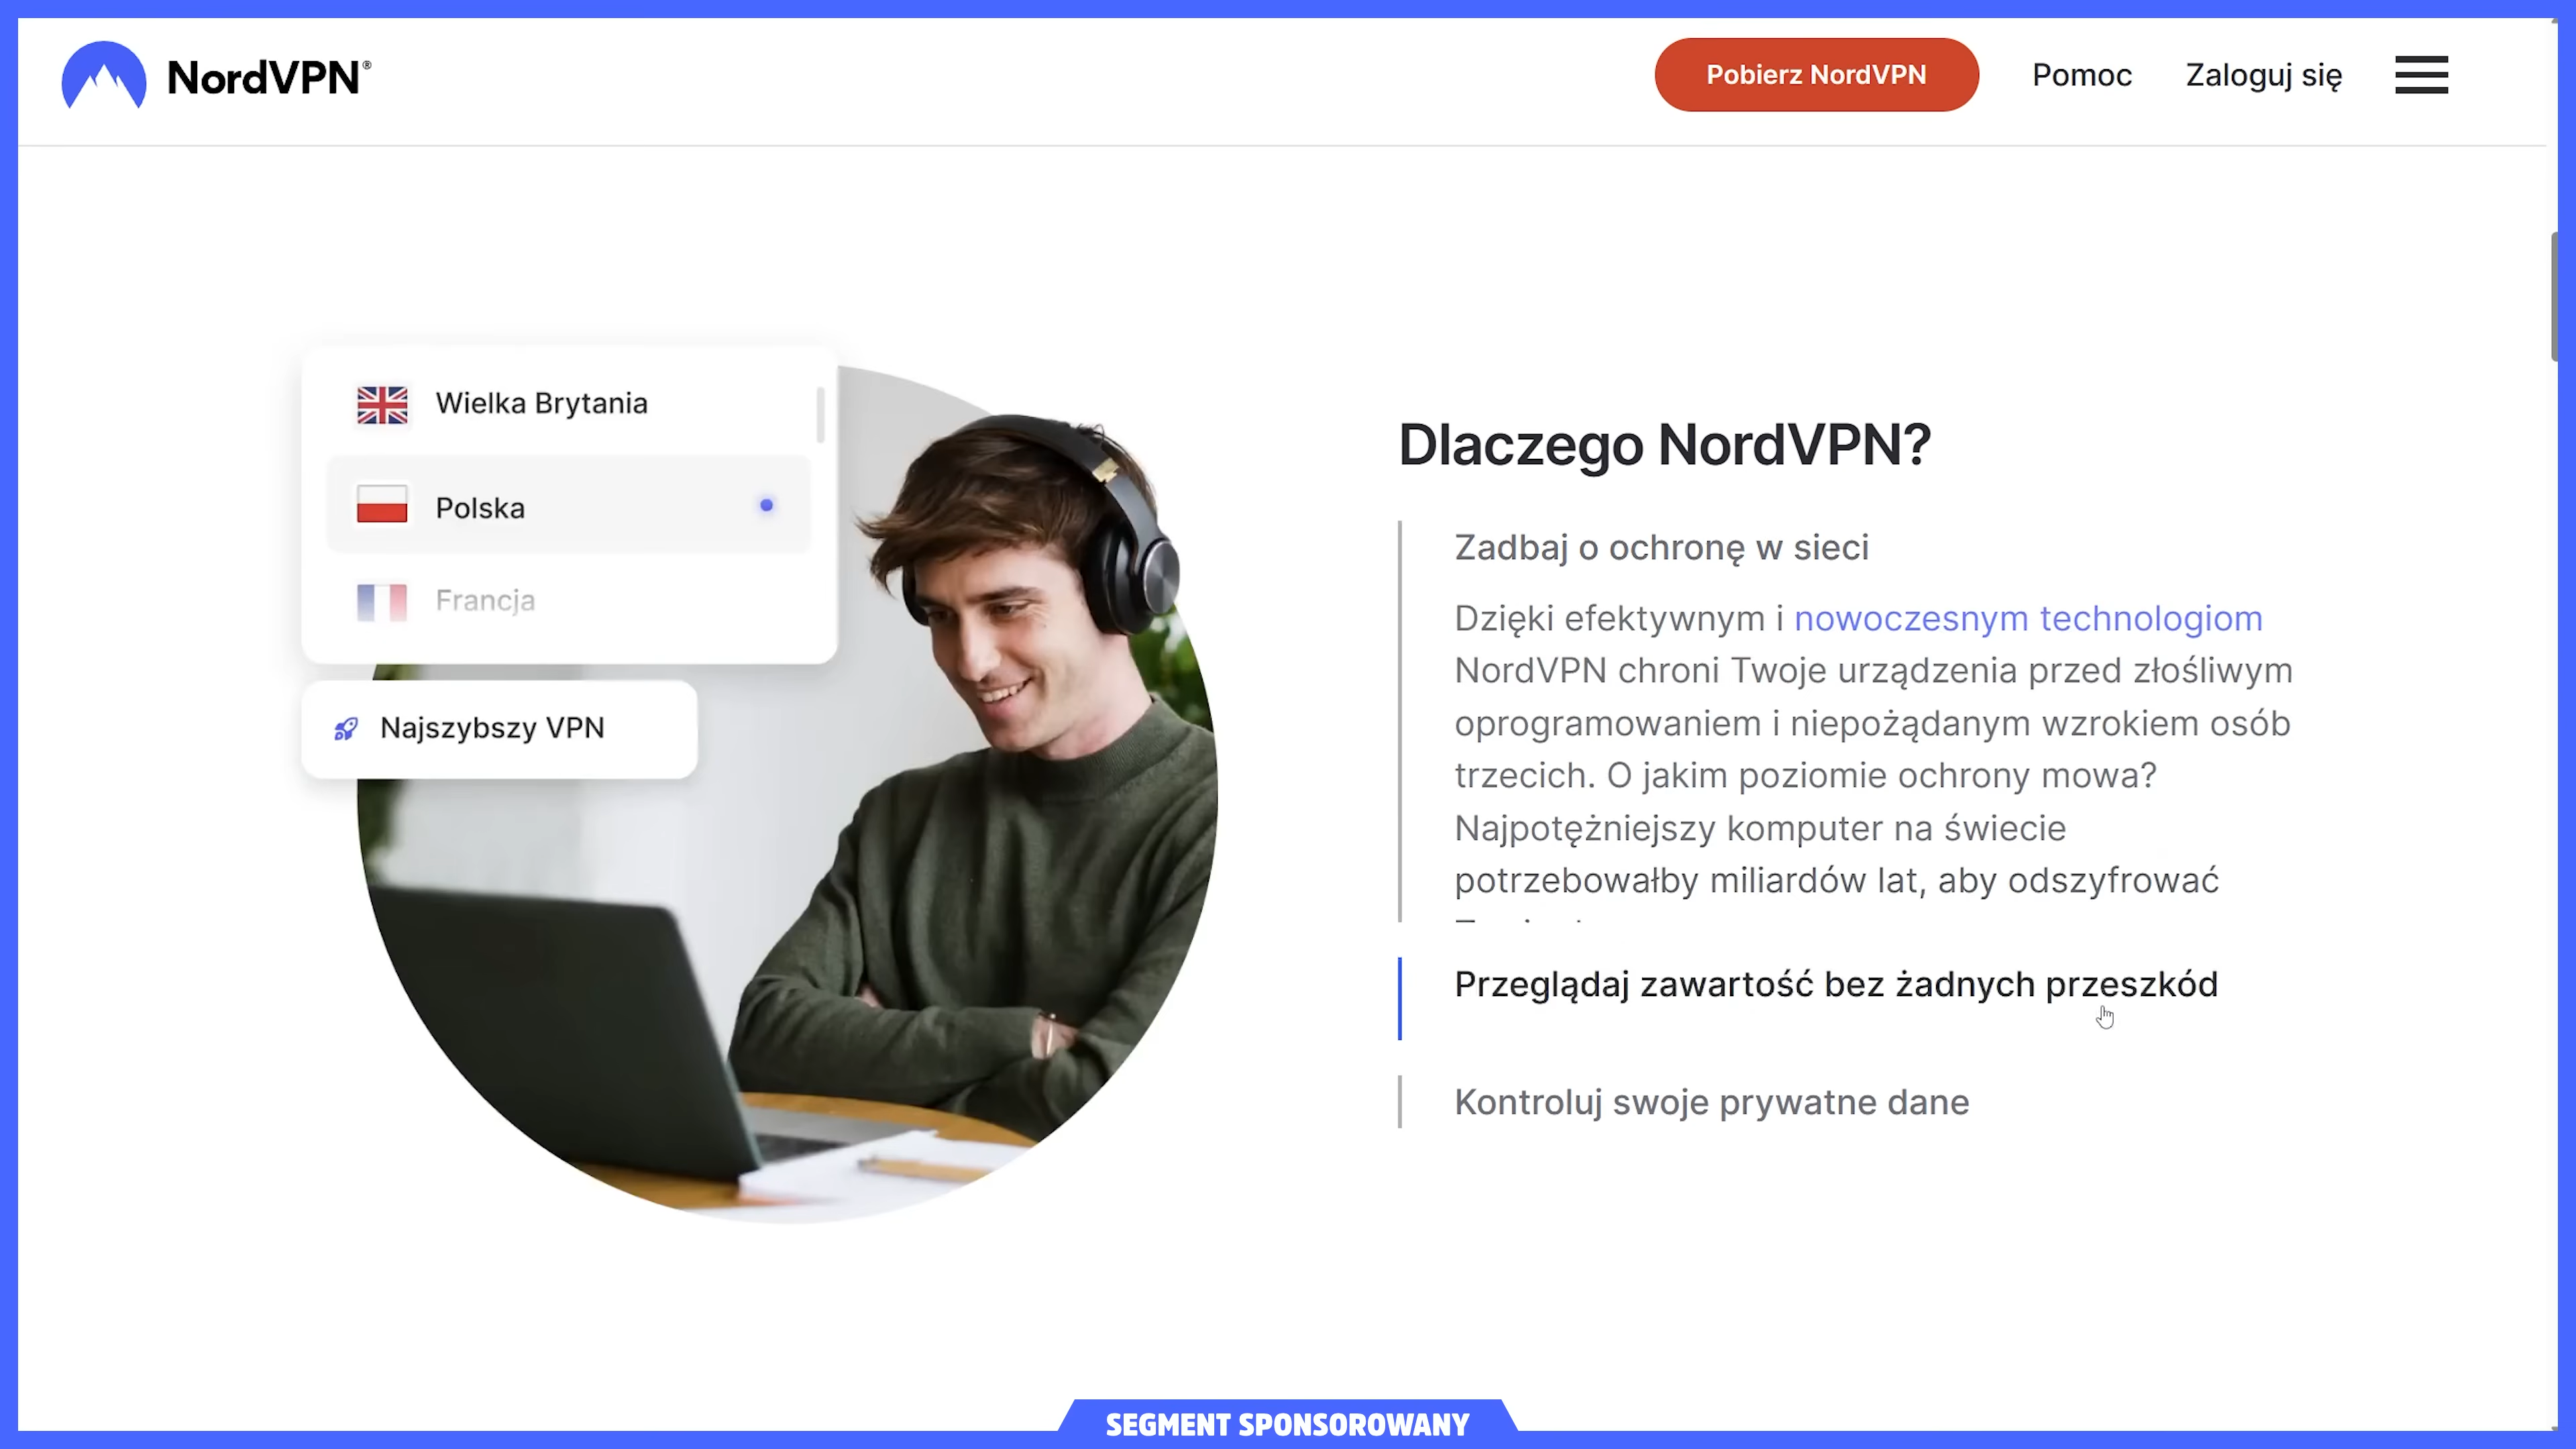 NordVPN®
Pobierz NordVPN
Pomoc
Zaloguj się
Wielka Brytania
Polska
Francja
Najszybszy VPN
Dlaczego NordVPN?
Zadbaj o ochronę w sieci
Dzięki efektywnym i nowoczesnym technologiom
NordVPN chroni Twoje urządzenia przed złośliwym
oprogramowaniem i niepożądanym wzrokiem osób
trzecich. O jakim poziomie ochrony mowa?
Najpotężniejszy komputer na świecie
potrzebowałby miliardów lat, aby odszyfrować
Przeglądaj zawartość bez żadnych przeszkód
Kontroluj swoje prywatne dane
SEGMENT SPONSOROWANY